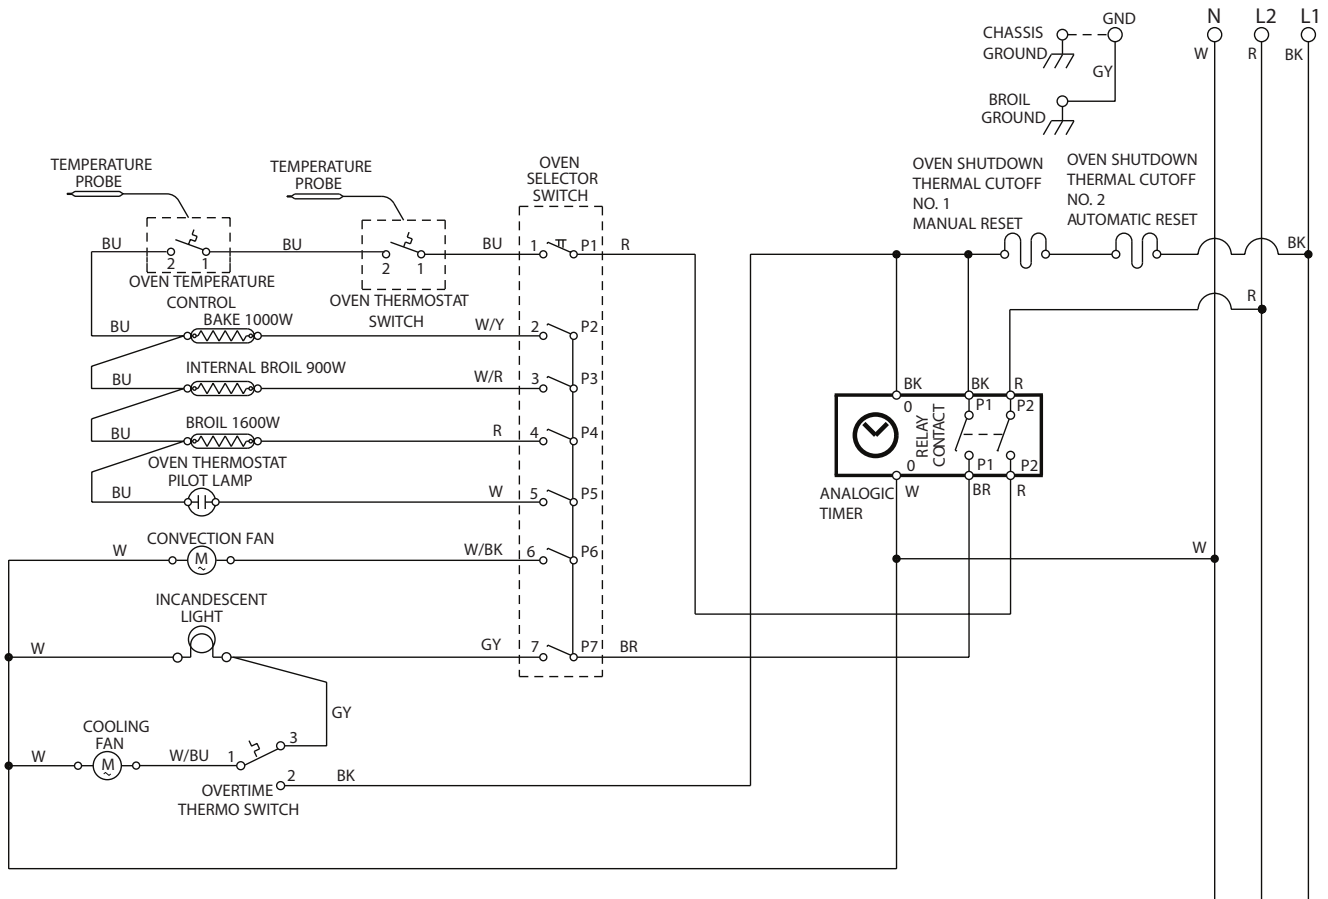 GND
N
L2
L1
CHASSIS
GROUND
W
R
BK
GY
BROIL
GROUND
TEMPERATURE
PROBE
TEMPERATURE
PROBE
OVEN
SELECTOR
SWITCH
OVEN SHUTDOWN
THERMAL CUTOFF
NO. 1
MANUAL RESET
OVEN SHUTDOWN
THERMAL CUTOFF
NO. 2
AUTOMATIC RESET
BU
2
1
BU
2
1
BU
1
P1
R
BK
OVEN TEMPERATURE
CONTROL
OVEN THERMOSTAT
SWITCH
R
BAKE 1000W
BU
W/Y
2
P2
INTERNAL BROIL 900W
BU
W/R
3
P3
BK
BK
R
0
P1
P2
BROIL 1600W
BU
R
4
P4
RELAY
CONTACT
OVEN THERMOSTAT
PILOT LAMP
0
P1
P2
BU
W
5
P5
ANALOGIC
TIMER
W
BR
R
CONVECTION FAN
W
M
~
W/BK
6
P6
W
INCANDESCENT
LIGHT
W
GY
7
P7
BR
GY
COOLING
FAN
W
M
~
W/BU
1
3
2
BK
OVERTIME
THERMO SWITCH